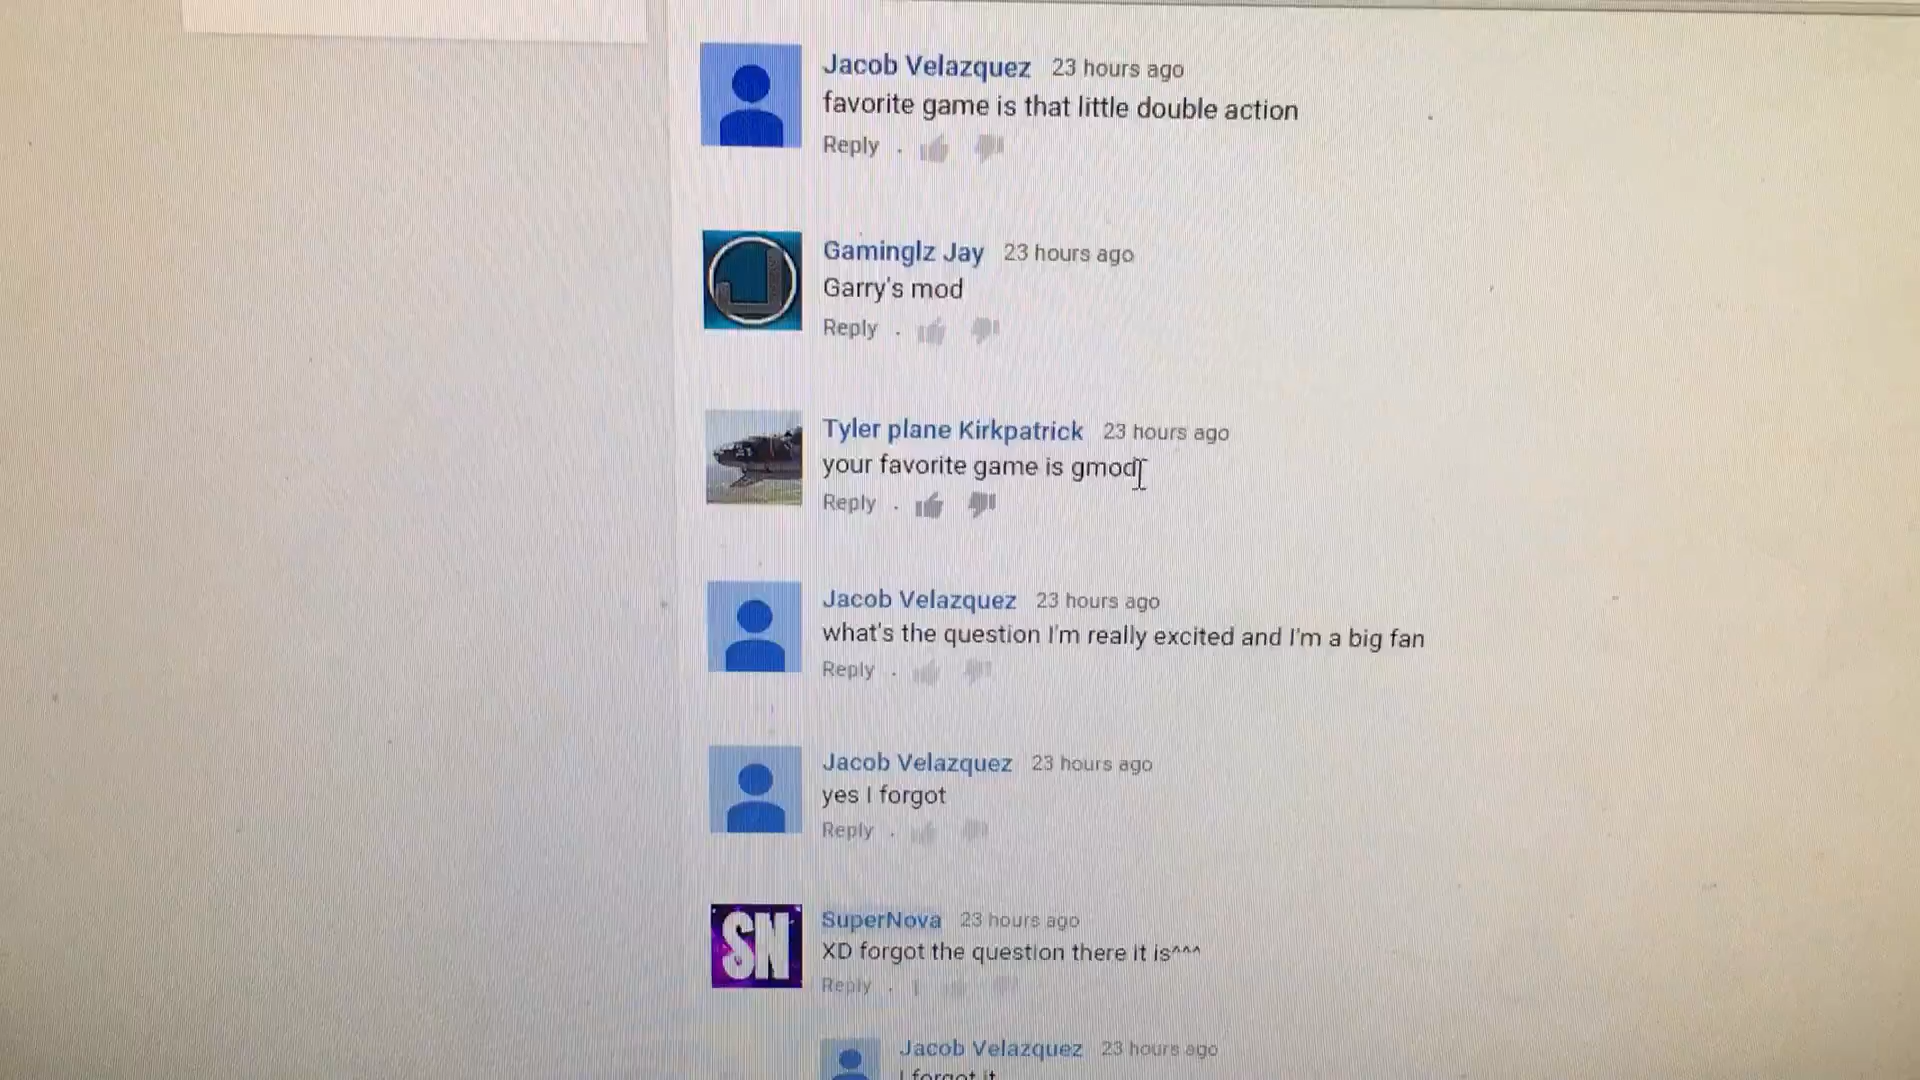 Jacob Velazquez 23 hours ago
favorite game is that little double action
Reply .
Gaminglz Jay 23 hours ago
Garry's mod
Reply .
Tyler plane Kirkpatrick 23 hours ago
your favorite game is gmod
Reply .
Jacob Velazquez 23 hours ago
what's the question I'm really excited and I'm a big fan
Reply .
Jacob Velazquez 23 hours ago
yes I forgot
Reply .
SN
SuperNova 23 hours ago
XD forgot the question there it is^^^
Reply . 1
Jacob Velazquez 23 hours ago
I forgot it